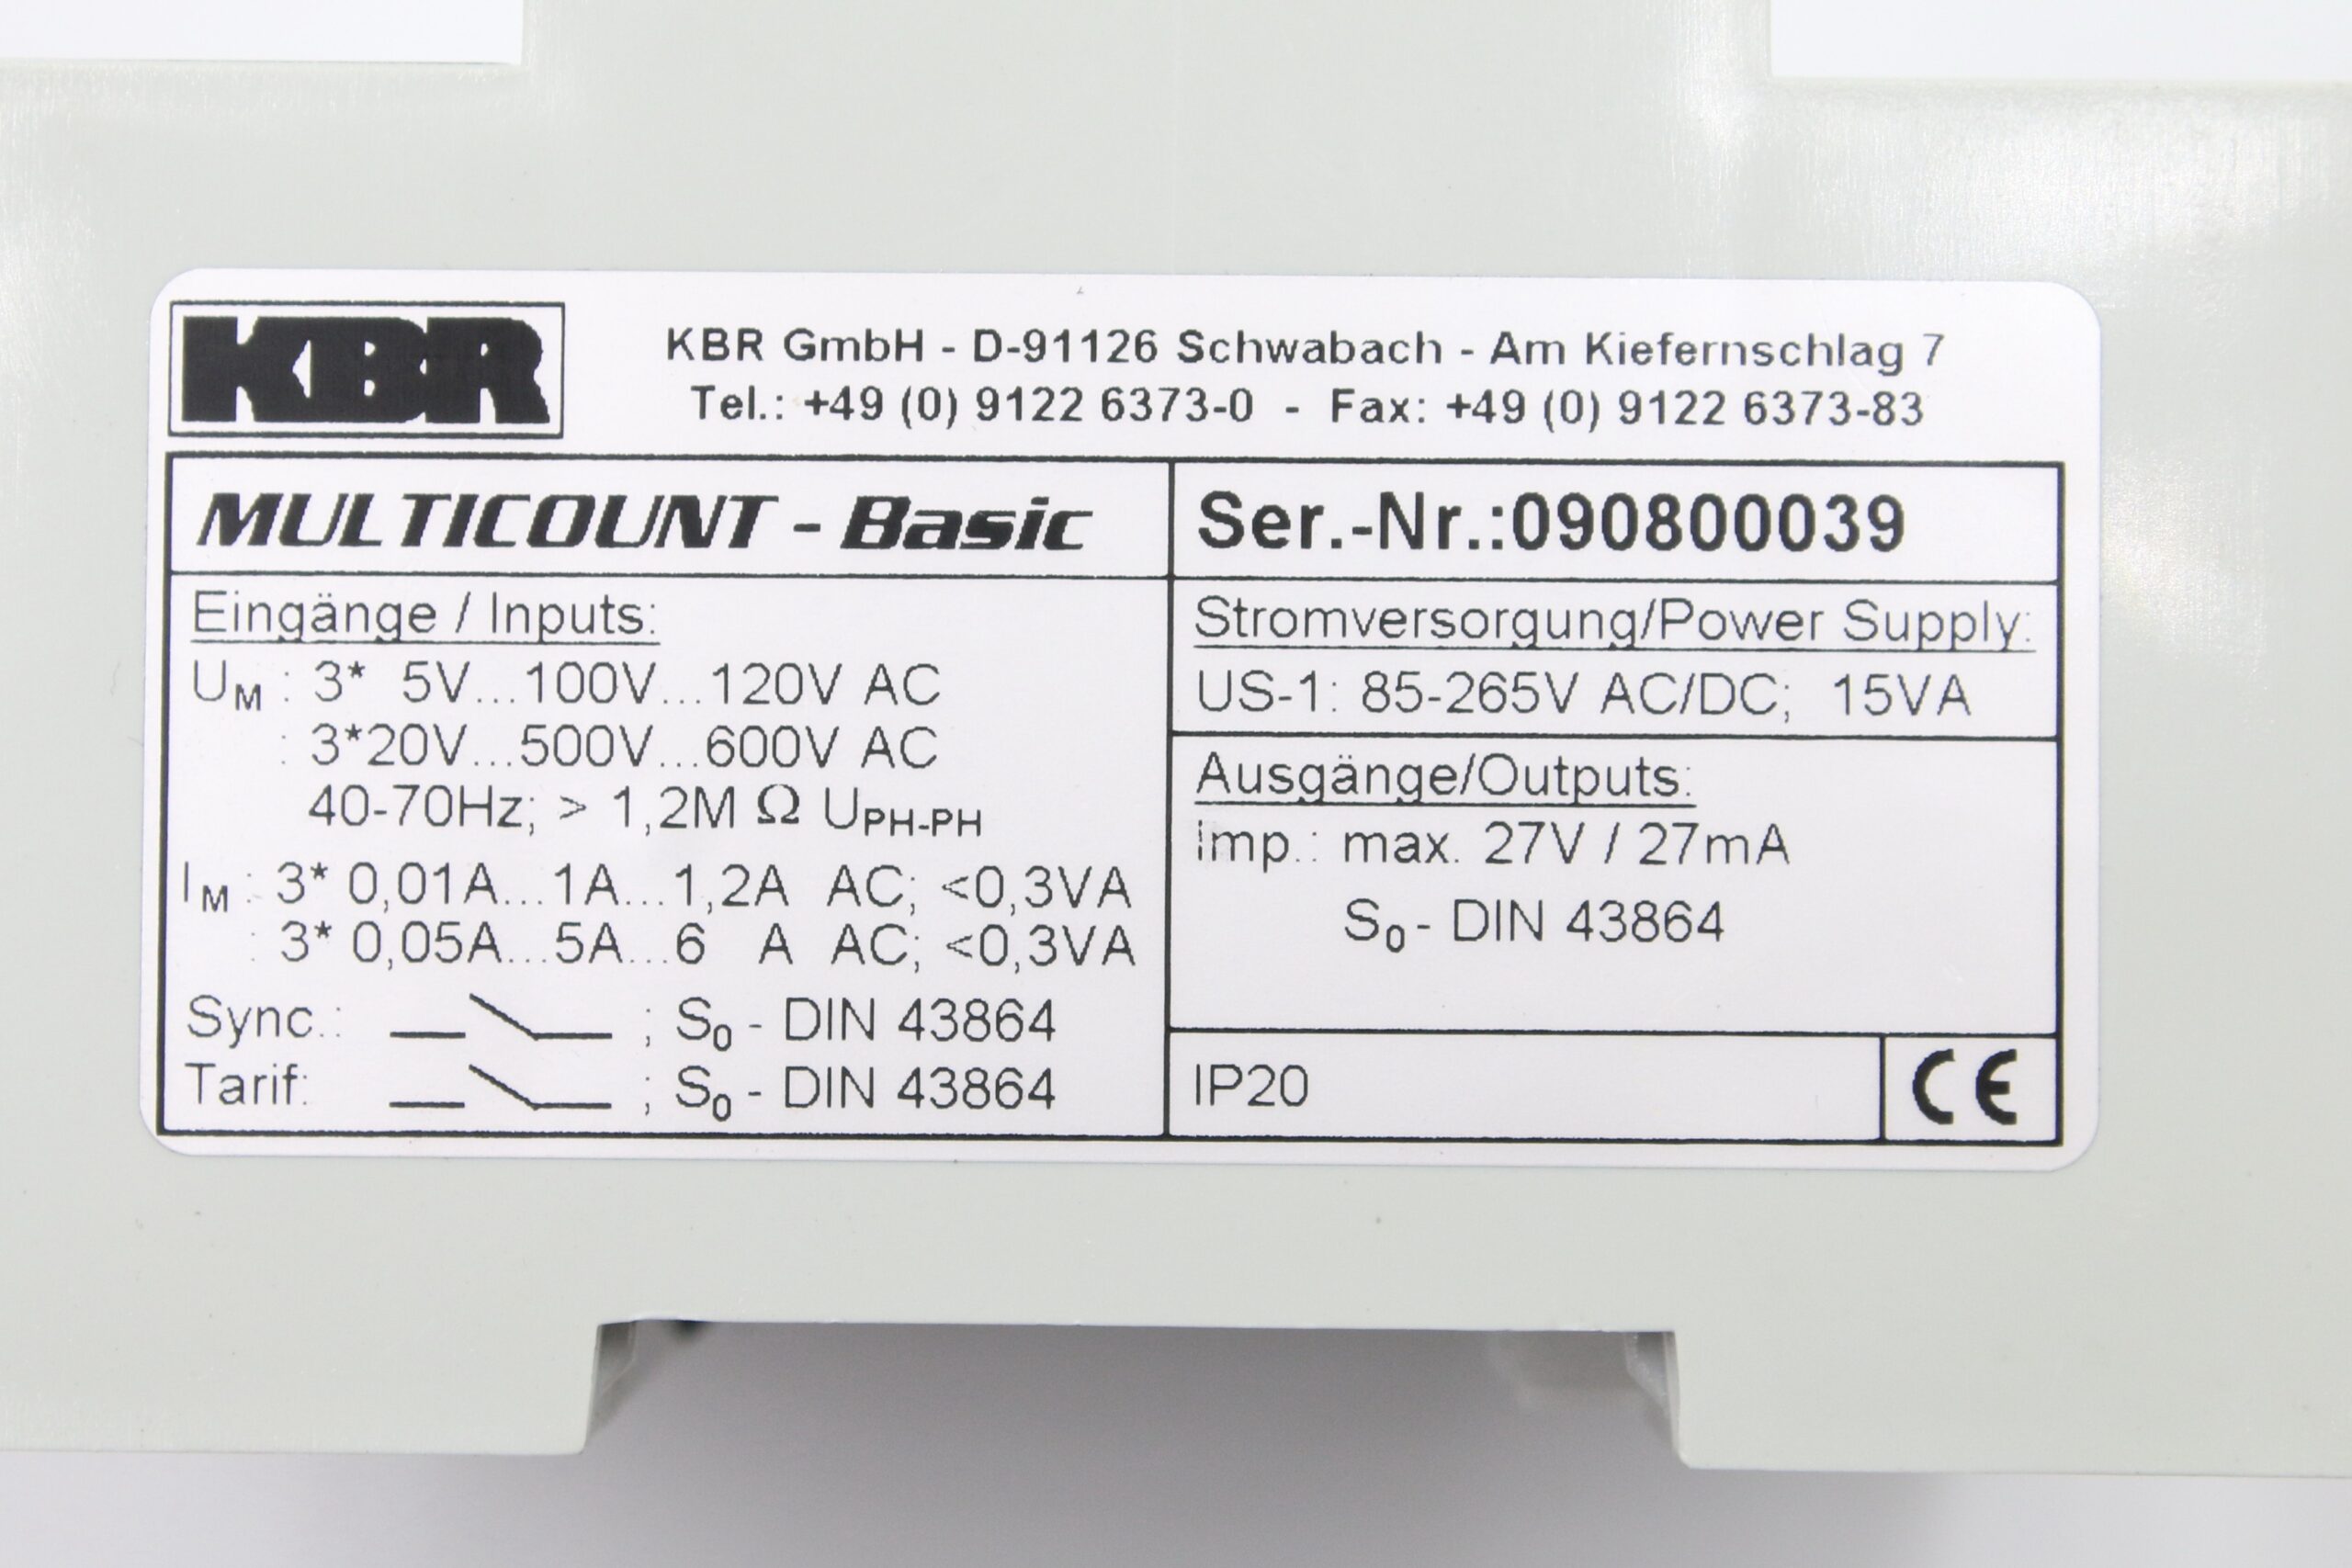 KBR
KBR GmbH - D-91126 Schwabach - Am Kiefernschlag 7
Tel.: +49 (0) 9122 6373-0 - Fax: +49 (0) 9122 6373-83
MULTICOUNT - Basic
Eingänge / Inputs:
UM : 3* 5V...100V...120V AC
: 3*20V...500V...600V AC
40-70Hz; > 1,2M Ω UPH-PH
IM : 3* 0,01A...1A...1,2A AC; <0,3VA
: 3* 0,05A...5A...6 A AC; <0,3VA
Sync.: ; S0 - DIN 43864
Tarif: ; S0 - DIN 43864
Ser.-Nr.:090800039
Stromversorgung/Power Supply:
US-1: 85-265V AC/DC; 15VA
Ausgänge/Outputs:
Imp.: max. 27V / 27mA
S0 - DIN 43864
IP20
CE